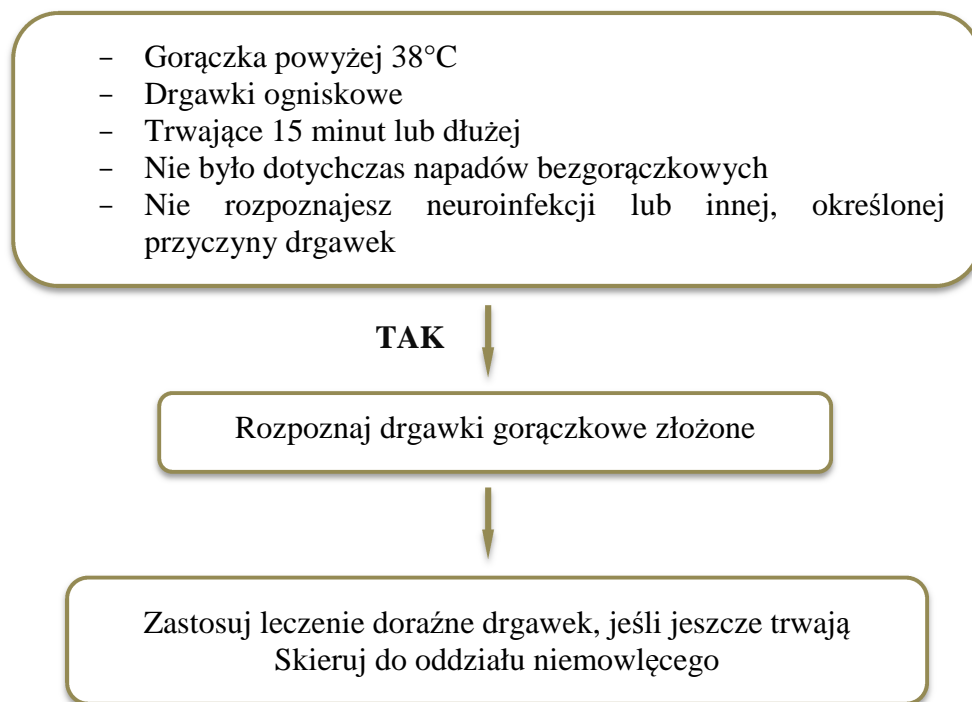 - Gorączka powyżej 38°C
- Drgawki ogniskowe
- Trwające 15 minut lub dłużej
- Nie było dotychczas napadów bezgorączkowych
- Nie rozpoznajesz neuroinfekcji lub innej, określonej
przyczyny drgawek
TAK
Rozpoznaj drgawki gorączkowe złożone
Zastosuj leczenie doraźne drgawek, jeśli jeszcze trwają
Skieruj do oddziału niemowlęcego